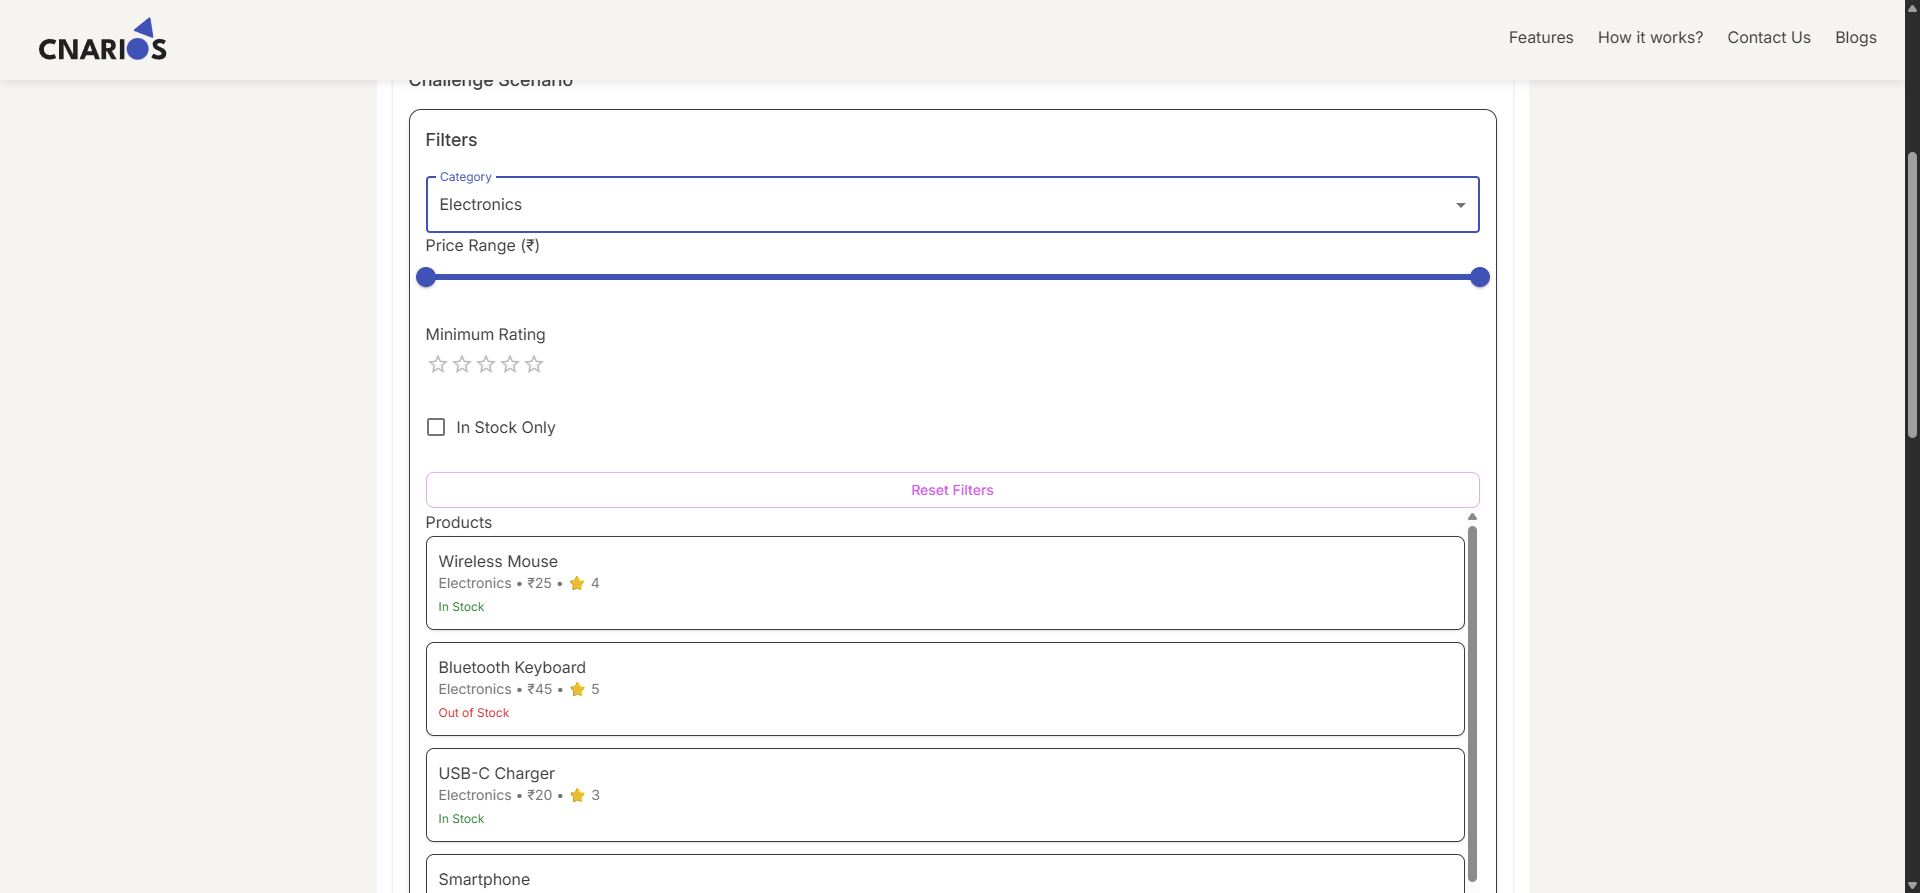 CNARIOS
Features
How it works?
Contact Us
Blogs
Challenge Scenario
Filters
Category
Electronics
Price Range (₹)
Minimum Rating
In Stock Only
Reset Filters
Products
Wireless Mouse
Electronics • ₹25 • ⭐ 4
In Stock
Bluetooth Keyboard
Electronics • ₹45 • ⭐ 5
Out of Stock
USB-C Charger
Electronics • ₹20 • ⭐ 3
In Stock
Smartphone